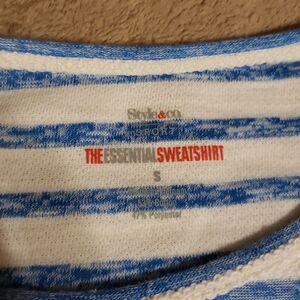 Style&co.
SPORT
THE ESSENTIAL SWEATSHIRT
S
Polyester